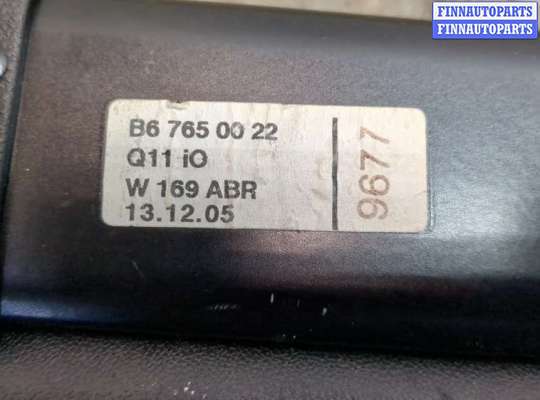 FINNAUTOPARTS
FINNAUTOPARTS
B6 765 00 22
Q11 iO
W 169 ABR
13.12.05
9677